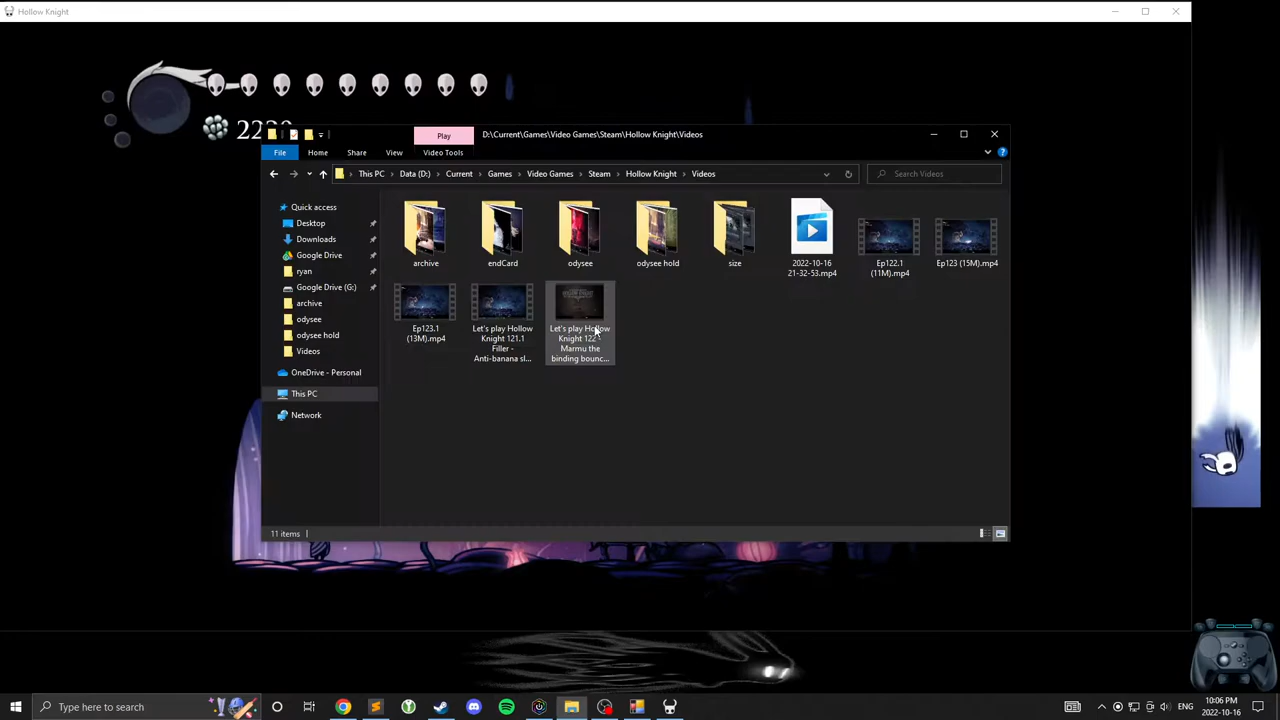 Hollow Knight
Play
D:\Current\Games\Video Games\Steam\Hollow Knight\Videos
File
Home
Share
View
Video Tools
This PC > Data (D:) > Current > Games > Video Games > Steam > Hollow Knight > Videos
Search Videos
Quick access
Desktop
Downloads
Google Drive
ryan
Google Drive (G:)
archive
odysee
odysee hold
Videos
OneDrive - Personal
This PC
Network
archive
endCard
odysee
odysee hold
size
2022-10-16
21-32-53.mp4
Ep122.1
(11M).mp4
Ep123 (15M).mp4
Ep123.1
(13M).mp4
Let's play Hollow
Knight 121.1
Filler -
Anti-banana sl...
Let's play Hollow
Knight 122 -
Marmu the
binding bounc...
11 items
Type here to search
ENG
10:06 PM
2022-10-16